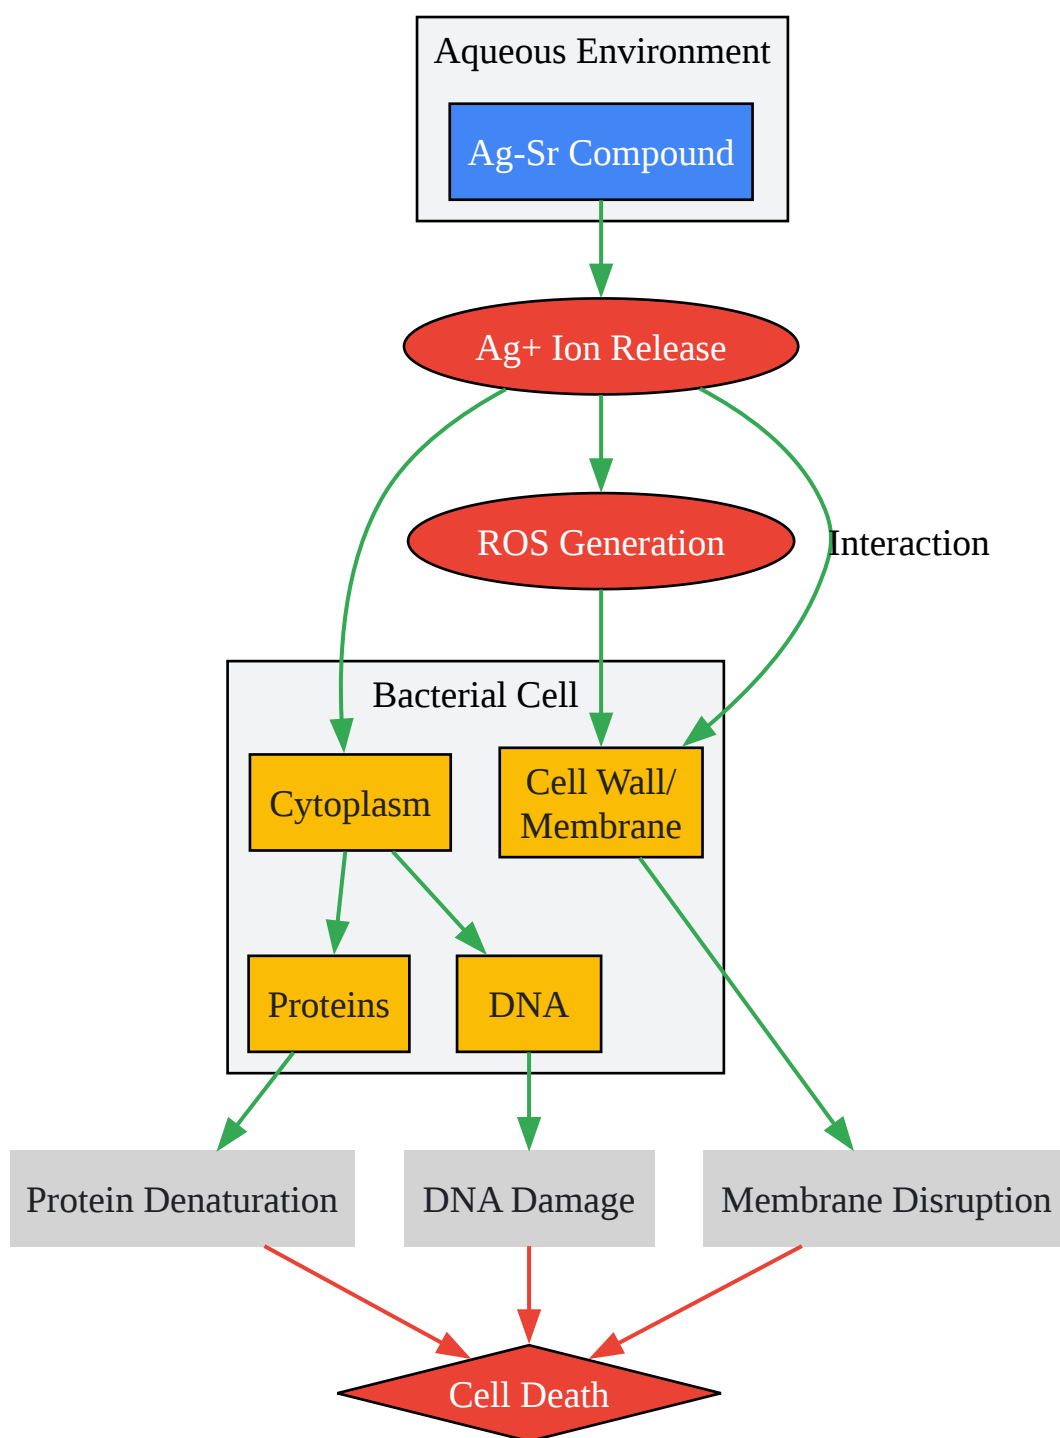 Aqueous Environment
Ag-Sr Compound
Ag+ Ion Release
ROS Generation
Interaction
Bacterial Cell
Cytoplasm
Cell Wall/
Membrane
Proteins
DNA
Protein Denaturation
DNA Damage
Membrane Disruption
Cell Death